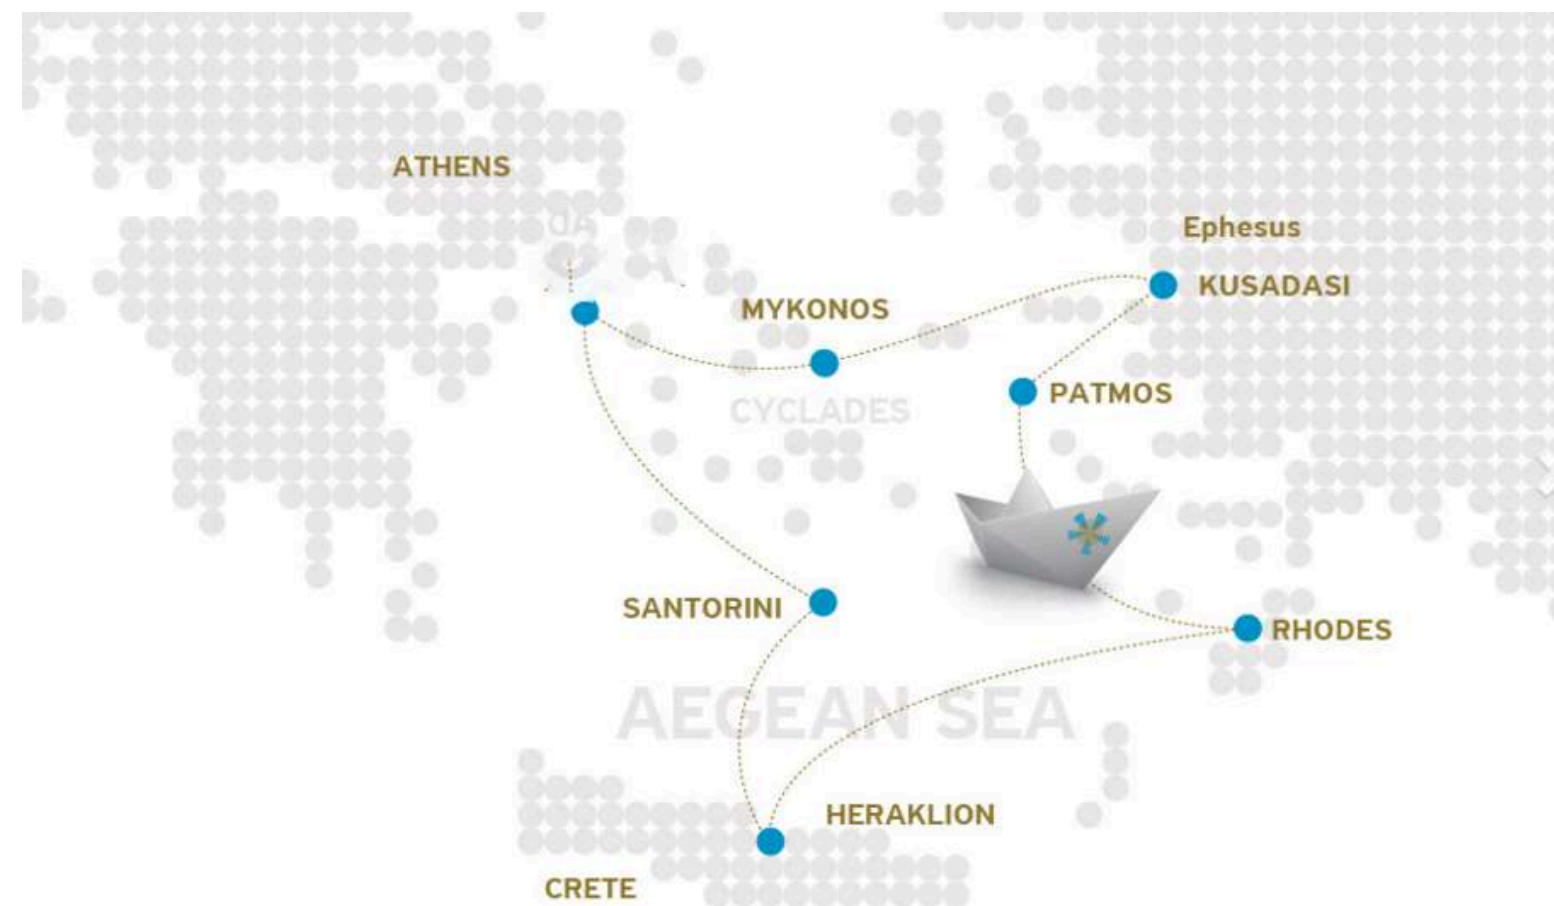 ATHENS
Ephesus
KUSADASI
MYKONOS
PATMOS
CYCLADES
SANTORINI
RHODES
AEGEAN SEA
HERAKLION
CRETE